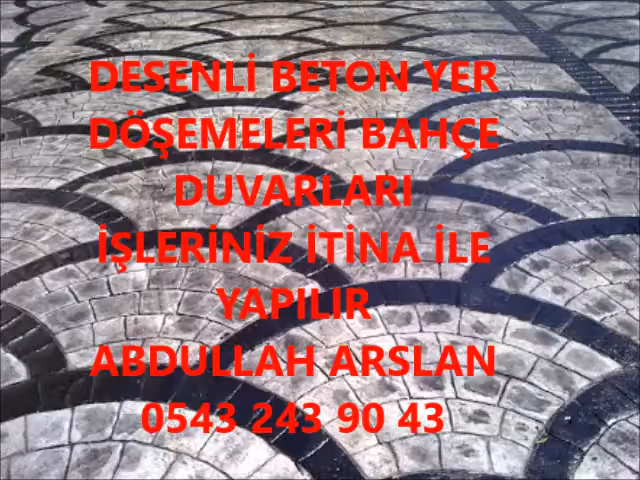 DESENLİ BETON YER
DÖŞEMELERİ BAHÇE
DUVARLARI
İŞLERİNİZ İTİNA İLE
YAPILIR
ABDULLAH ARSLAN
0543 243 90 43